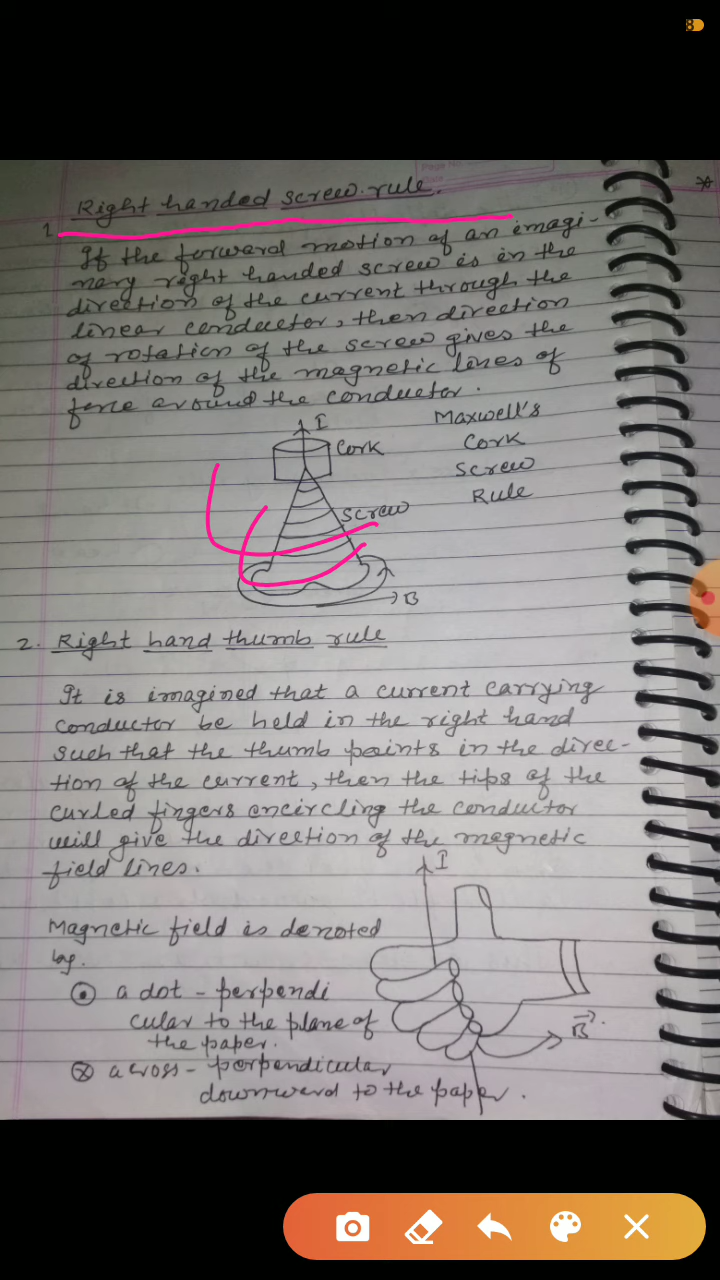 8
Right handed screw rule.
1.
If the forward motion of an imagi-
nary right handed screw is in the
direction of the current through the
linear conductor, then direction
of rotation of the screw gives the
direction of the magnetic lines of
force around the conductor.
I
Cork
Maxwell's
Cork
Screw
Rule
Screw
B
2. Right hand thumb rule
It is imagined that a current carrying
conductor be held in the right hand
such that the thumb points in the direc-
tion of the current, then the tips of the
curled fingers encircling the conductor
will give the direction of the magnetic
field lines.
I
Magnetic field is denoted
by.
a dot - perpendi
cular to the plane of
the paper.
B.
a cross - perpendicular
downward to the paper.